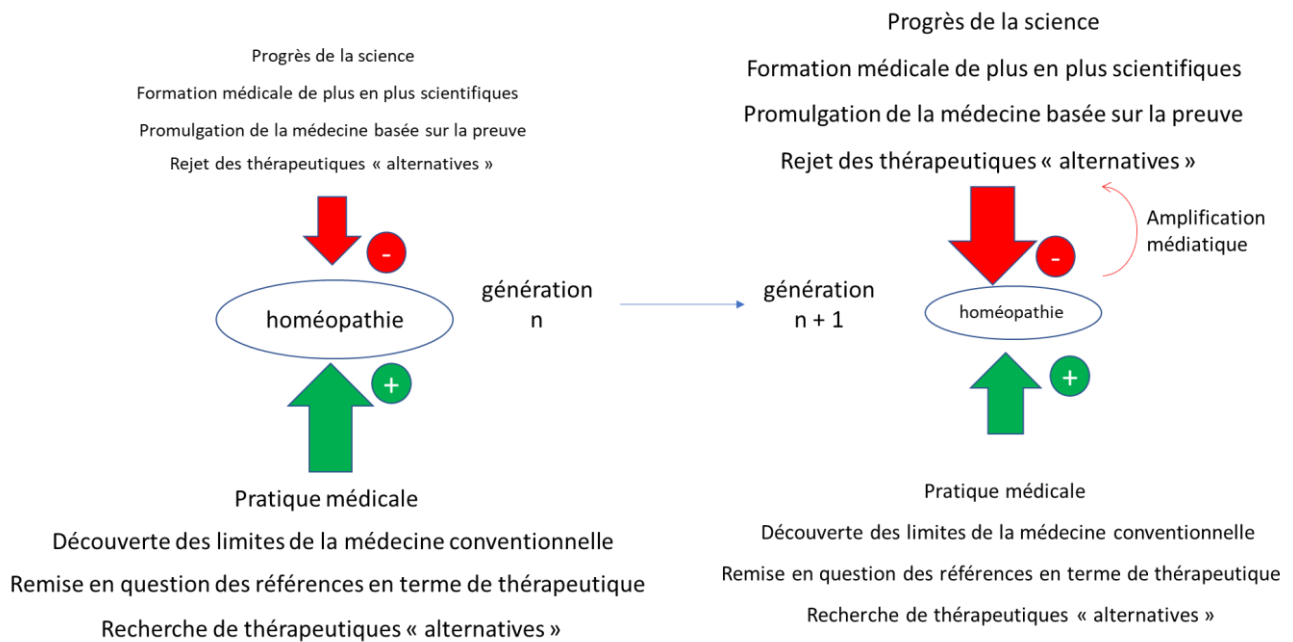 Progrès de la science
Formation médicale de plus en plus scientifiques
Promulgation de la médecine basée sur la preuve
Rejet des thérapeutiques « alternatives »
-
homéopathie
+
Pratique médicale
Découverte des limites de la médecine conventionnelle
Remise en question des références en terme de thérapeutique
Recherche de thérapeutiques « alternatives »
génération
n
génération
n + 1
Progrès de la science
Formation médicale de plus en plus scientifiques
Promulgation de la médecine basée sur la preuve
Rejet des thérapeutiques « alternatives »
Amplification
médiatique
-
homéopathie
+
Pratique médicale
Découverte des limites de la médecine conventionnelle
Remise en question des références en terme de thérapeutique
Recherche de thérapeutiques « alternatives »